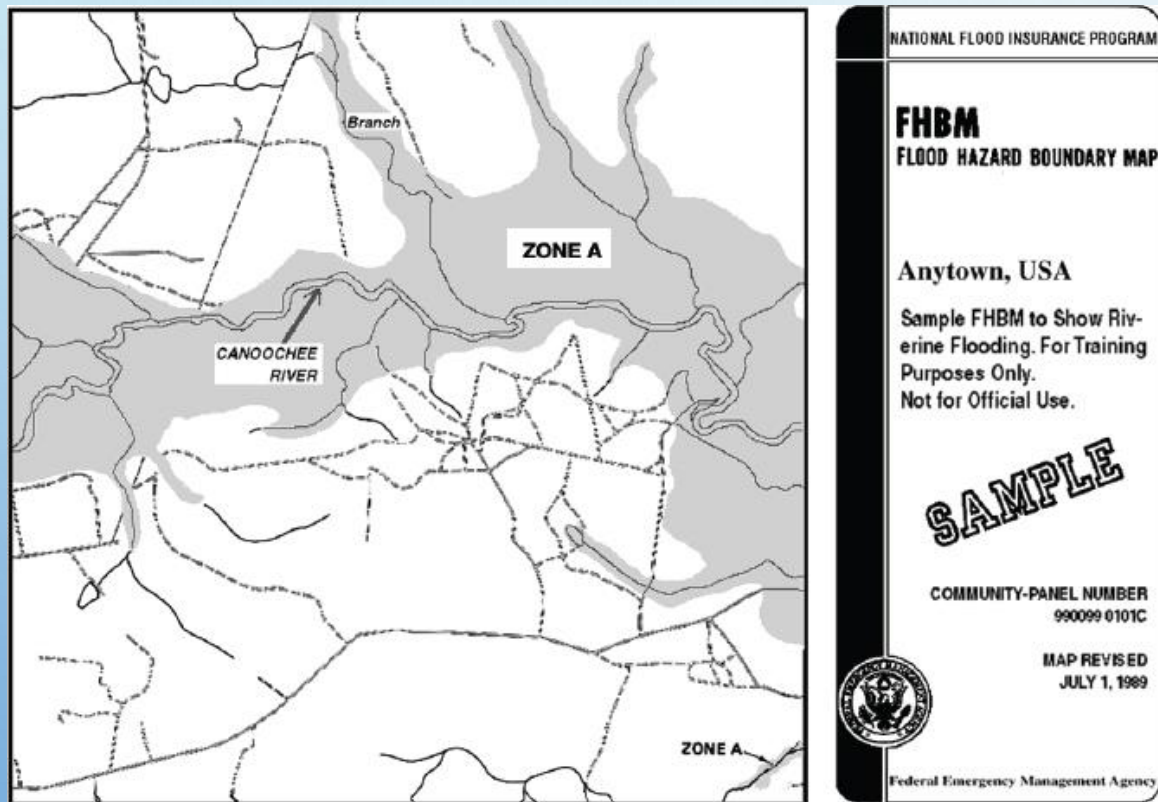 Branch
ZONE A
CANOOCHEE
RIVER
ZONE A
NATIONAL FLOOD INSURANCE PROGRAM
FHBM
FLOOD HAZARD BOUNDARY MAP
Anytown, USA
Sample FHBM to Show Riv-
erine Flooding. For Training
Purposes Only.
Not for Official Use.
SAMPLE
COMMUNITY-PANEL NUMBER
990099 0101C
MAP REVISED
JULY 1, 1989
Federal Emergency Management Agency